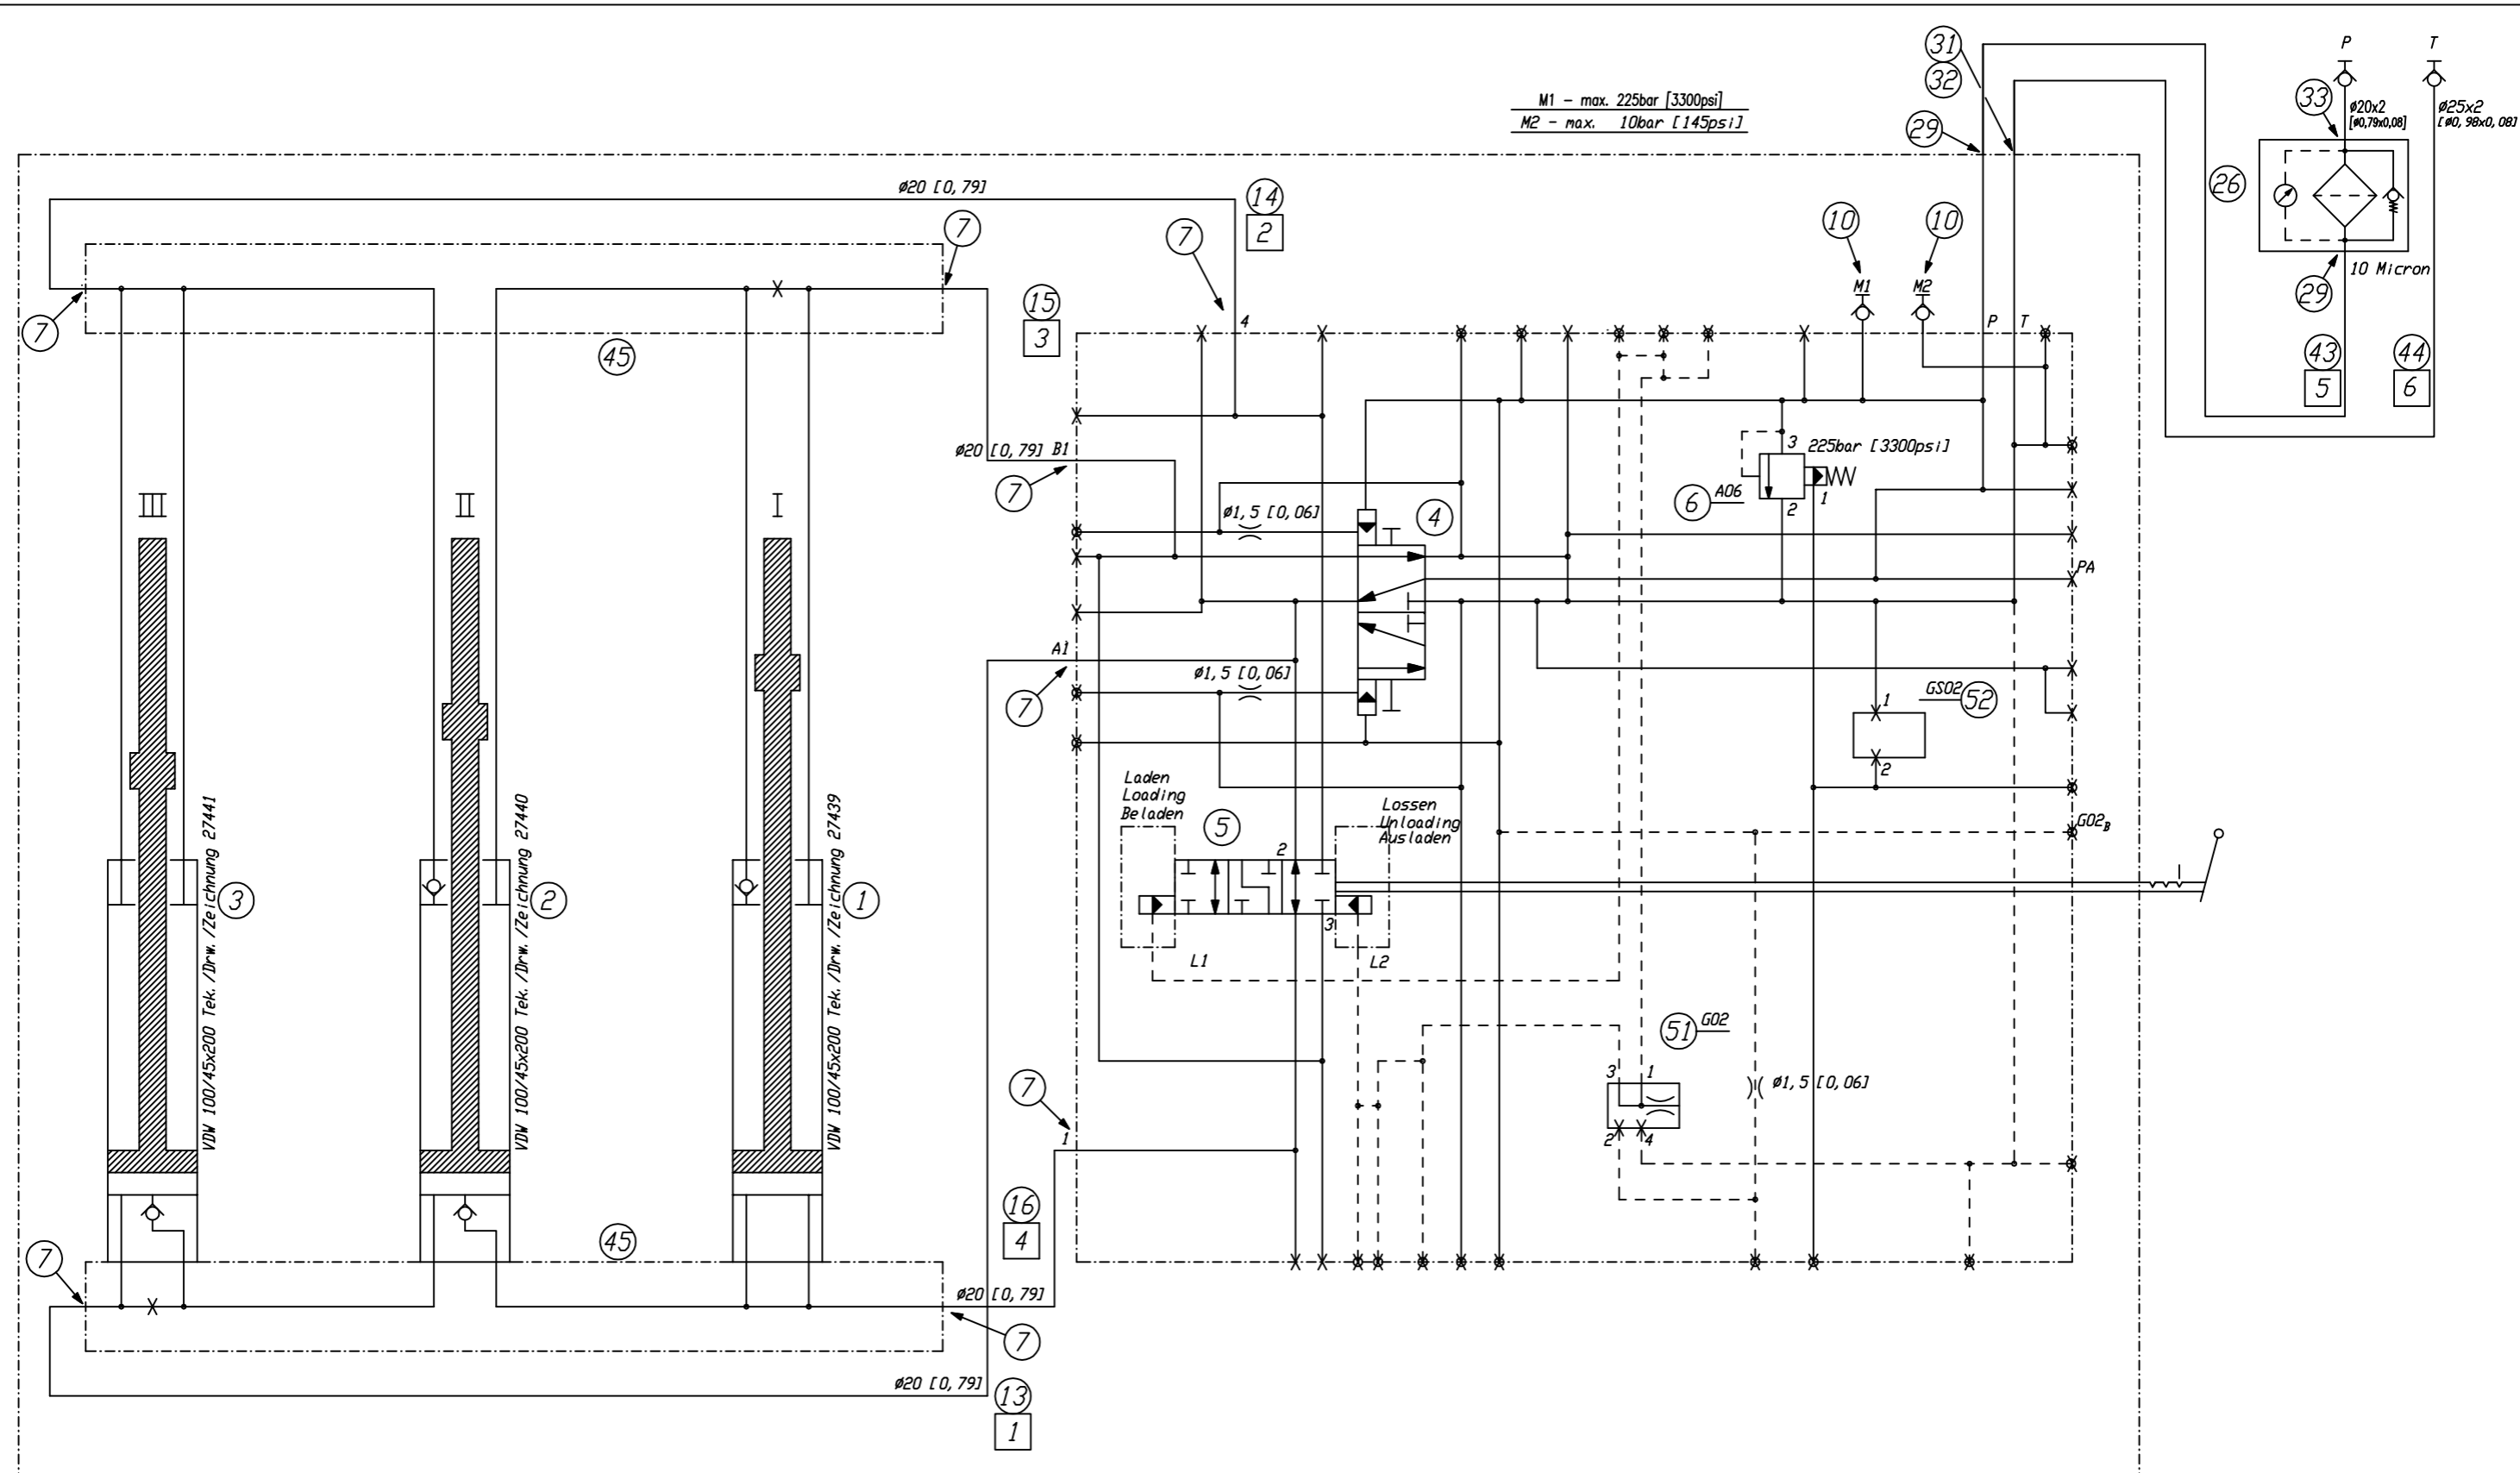 31
32
P
T
M1 - max. 225bar [3300psi]
M2 - max. 10bar [145psi]
33
ø20x2
[ø0,79x0,08]
ø25x2
[ø0,98x0,08]
29
26
10 Micron
29
ø20 [0,79]
14
2
7
7
7
45
15
3
4
10
10
M1
M2
P
T
43
5
44
6
ø20 [0,79] B1
7
3
225bar [3300psi]
6
A06
1
2
III
II
I
ø1,5 [0,06]
4
PA
A1
7
ø1,5 [0,06]
GS02
52
1
2
Laden
Loading
Beladen
5
2
Lossen
Unloading
Ausladen
G02B
3
VDW 100/45x200 Tek./Drw./Zeichnung 27441
2
VDW 100/45x200 Tek./Drw./Zeichnung 27440
1
VDW 100/45x200 Tek./Drw./Zeichnung 27439
3
L1
L2
51
G02
7
1
3
1
ø1,5 [0,06]
2
4
16
4
45
7
ø20 [0,79]
7
ø20 [0,79]
13
1